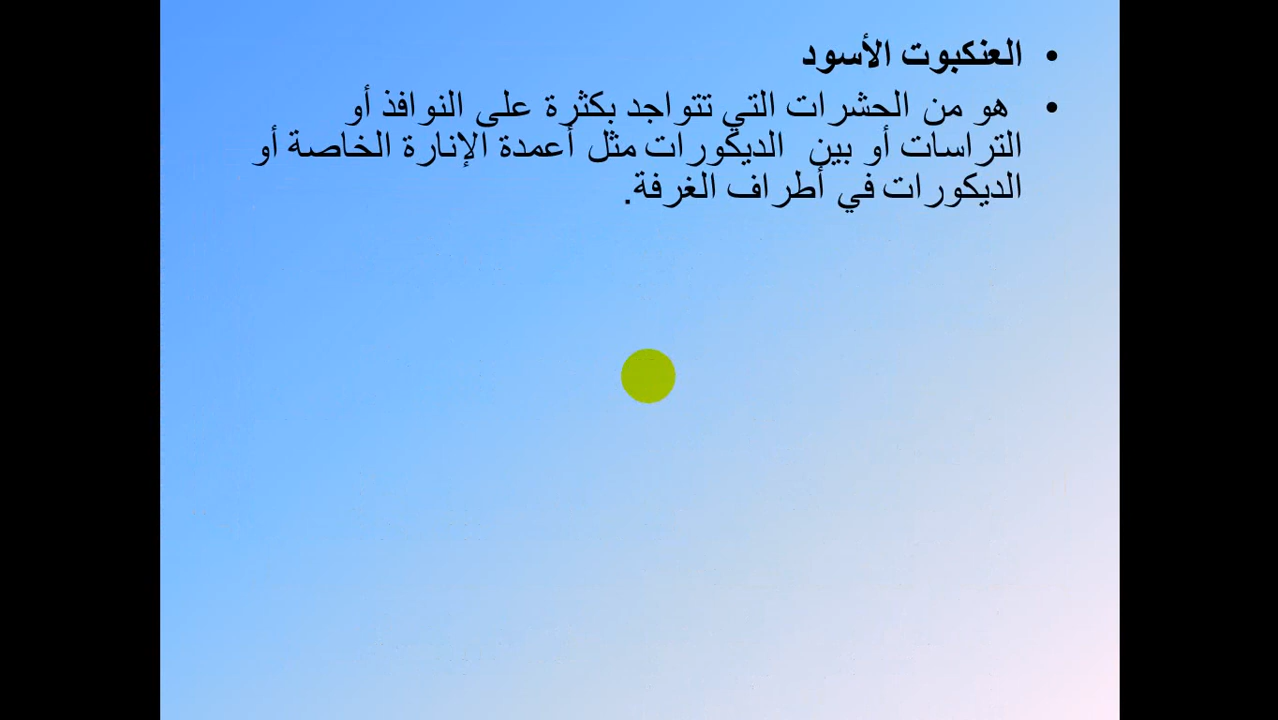 • العنكبوت الأسود
• هو من الحشرات التي تتواجد بكثرة على النوافذ أو
التراسات أو بين الديكورات مثل أعمدة الإنارة الخاصة أو
الديكورات في أطراف الغرفة.